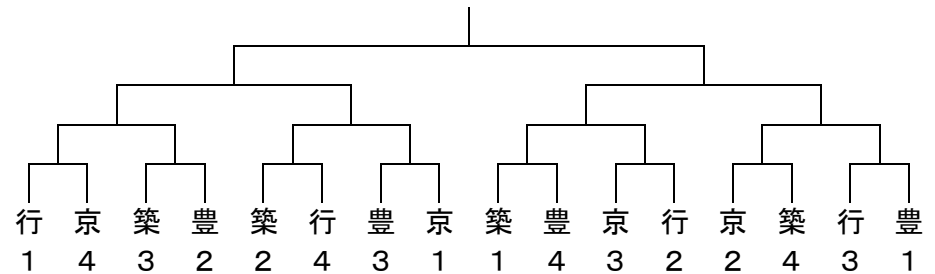 行 京 築 豊 築 行 豊 京 築 豊 京 行 京 築 行 豊
1 4 3 2 2 4 3 1 1 4 3 2 2 4 3 1